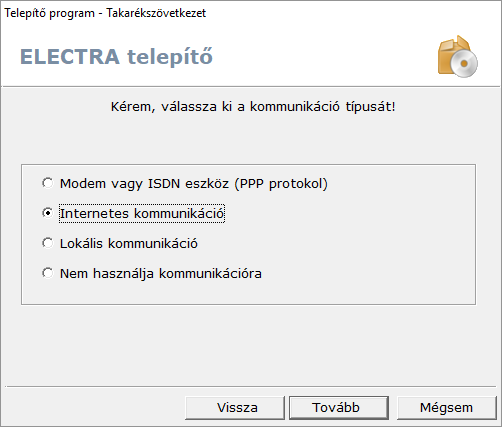 Telepítő program - Takarékszövetkezet
ELECTRA telepítő
Kérem, válassza ki a kommunikáció típusát!
Modem vagy ISDN eszköz (PPP protokol)
Internetes kommunikáció
Lokális kommunikáció
Nem használja kommunikációra
Vissza
Tovább
Mégsem